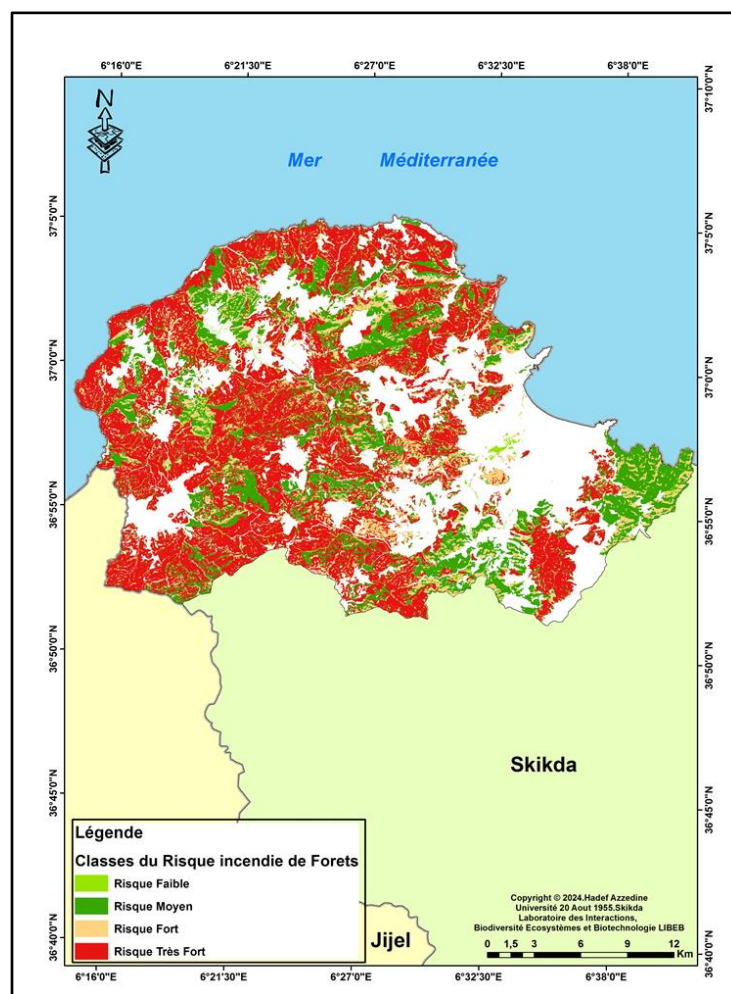 6°16'0"E 6°21'30"E 6°27'0"E 6°32'30"E 6°38'0"E
N
37°10'0"N
Mer Méditerranée
37°5'0"N 37°5'0"N
37°0'0"N 37°0'0"N
36°55'0"N 36°55'0"N
36°50'0"N 36°50'0"N
Skikda
36°45'0"N 36°45'0"N
Légende
Classes du Risque incendie de Forets
Risque Faible
Risque Moyen
Risque Fort
Risque Très Fort
Jijel
Copyright © 2024.Hadef Azzedine
Université 20 Aout 1955.Skikda
Laboratoire des Interactions,
Biodiversité Ecosystèmes et Biotechnologie LIBEB
0 1,5 3 6 9 12
Km
36°40'0"N 36°40'0"N
6°16'0"E 6°21'30"E 6°27'0"E 6°32'30"E 6°38'0"E